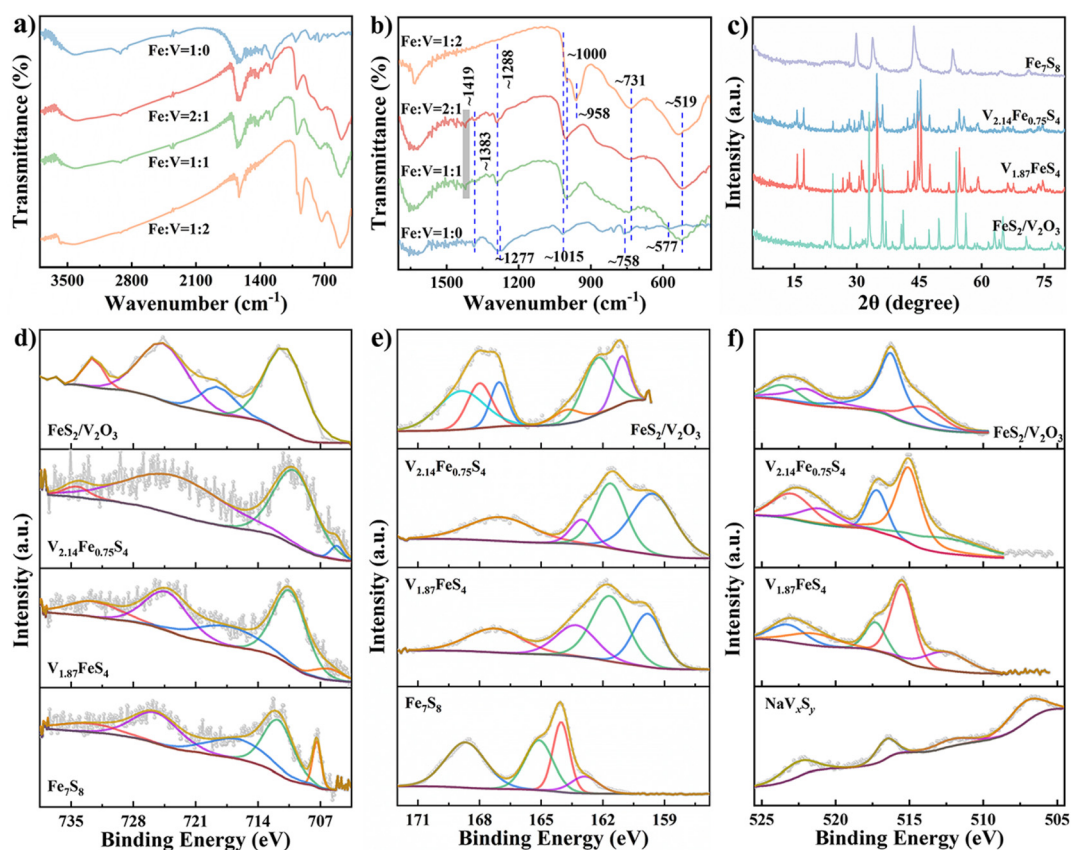 a)
Fe:V=1:0
Fe:V=2:1
Fe:V=1:1
Fe:V=1:2
Transmittance (%)
3500 2800 2100 1400 700
Wavenumber (cm⁻¹)
b)
Fe:V=1:2
Fe:V=2:1
Fe:V=1:1
Fe:V=1:0
~1419
~1383
~1288
~1277
~1000
~1015
~958
~731
~758
~519
~577
Transmittance (%)
1600 1200 800 600
Wavenumber (cm⁻¹)
c)
Fe₇S₈
V₂.₁₄Fe₀.₇₅S₄
V₁.₈₇FeS₄
FeS₂/V₂O₃
Intensity (a.u.)
15 30 45 60 75
2θ (degree)
d)
FeS₂/V₂O₃
V₂.₁₄Fe₀.₇₅S₄
V₁.₈₇FeS₄
Fe₇S₈
Intensity (a.u.)
735 728 721 714 707
Binding Energy (eV)
e)
FeS₂/V₂O₃
V₂.₁₄Fe₀.₇₅S₄
V₁.₈₇FeS₄
Fe₇S₈
Intensity (a.u.)
171 168 165 162 159
Binding Energy (eV)
f)
FeS₂/V₂O₃
V₂.₁₄Fe₀.₇₅S₄
V₁.₈₇FeS₄
NaVₓSᵧ
Intensity (a.u.)
525 520 515 510 505
Binding Energy (eV)